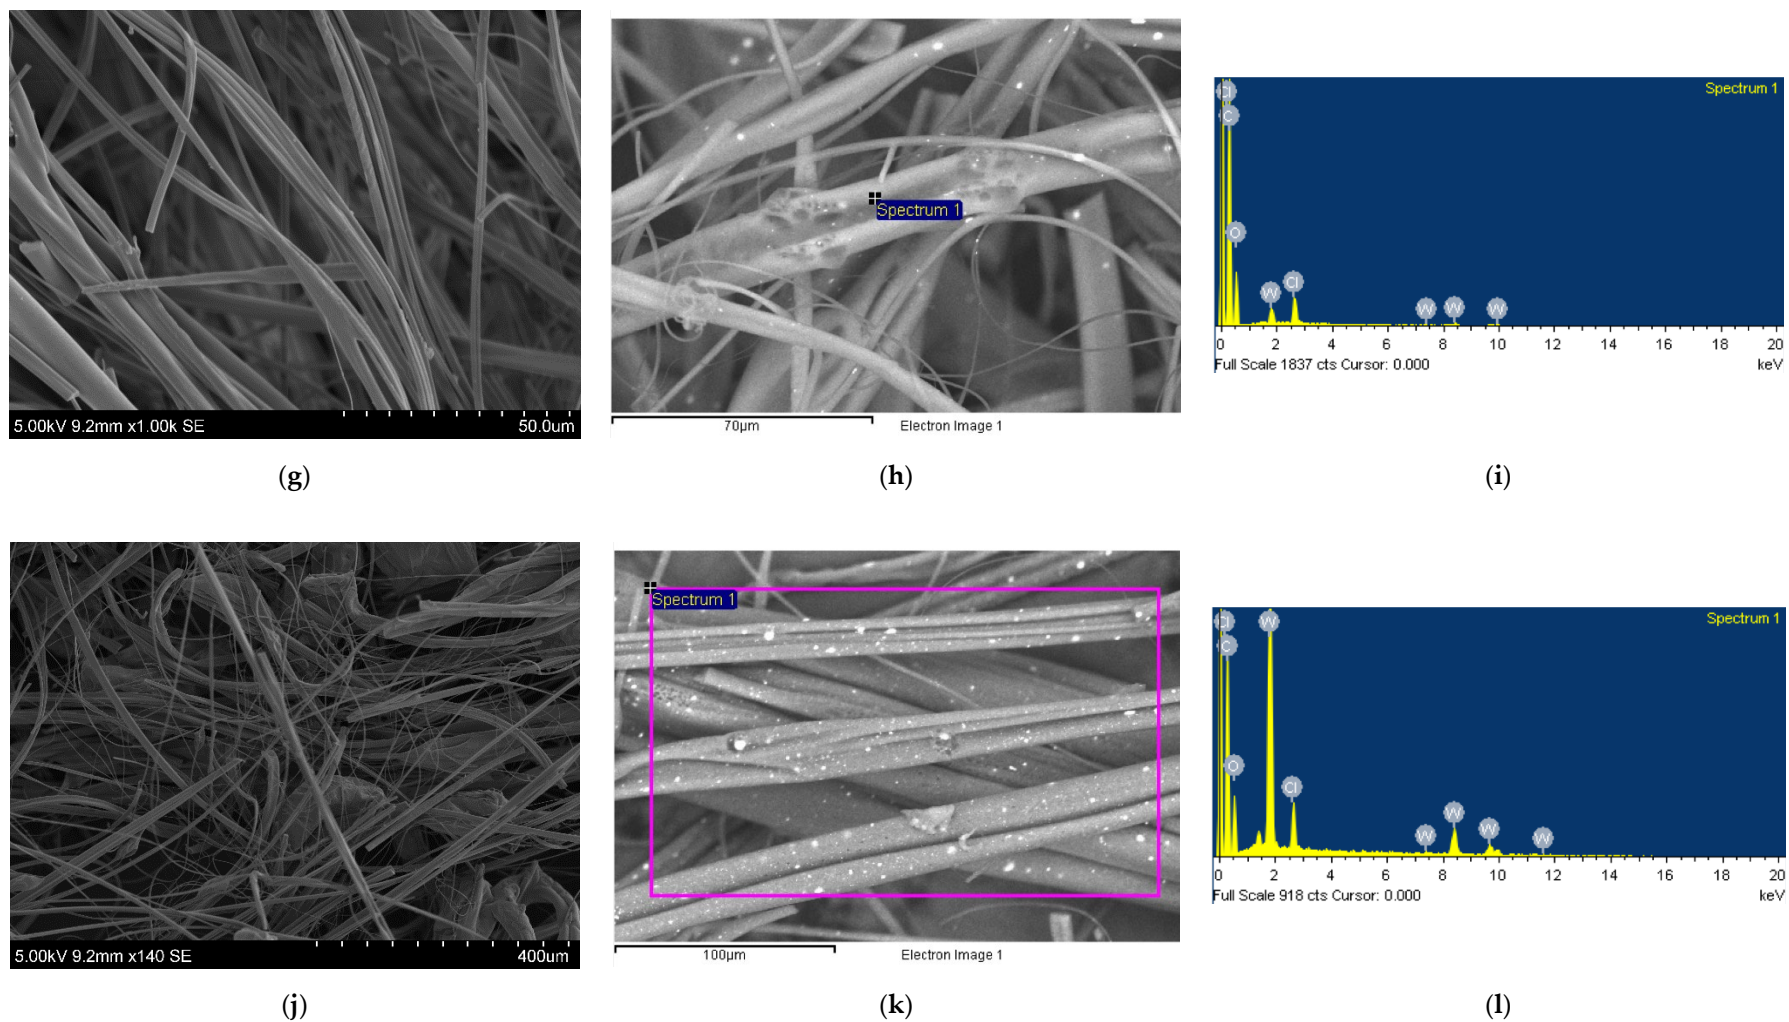 5.00kV 9.2mm x1.00k SE 50.0um
Spectrum 1
70µm Electron Image 1
Spectrum 1
Cl
C
O
W
Cl
W
W
W
0 2 4 6 8 10 12 14 16 18 20
Full Scale 1837 cts Cursor: 0.000 keV
(g)
(h)
(i)
5.00kV 9.2mm x140 SE 400um
Spectrum 1
100µm Electron Image 1
Spectrum 1
Cl
W
C
O
Cl
W
W
W
W
0 2 4 6 8 10 12 14 16 18 20
Full Scale 918 cts Cursor: 0.000 keV
(j)
(k)
(l)